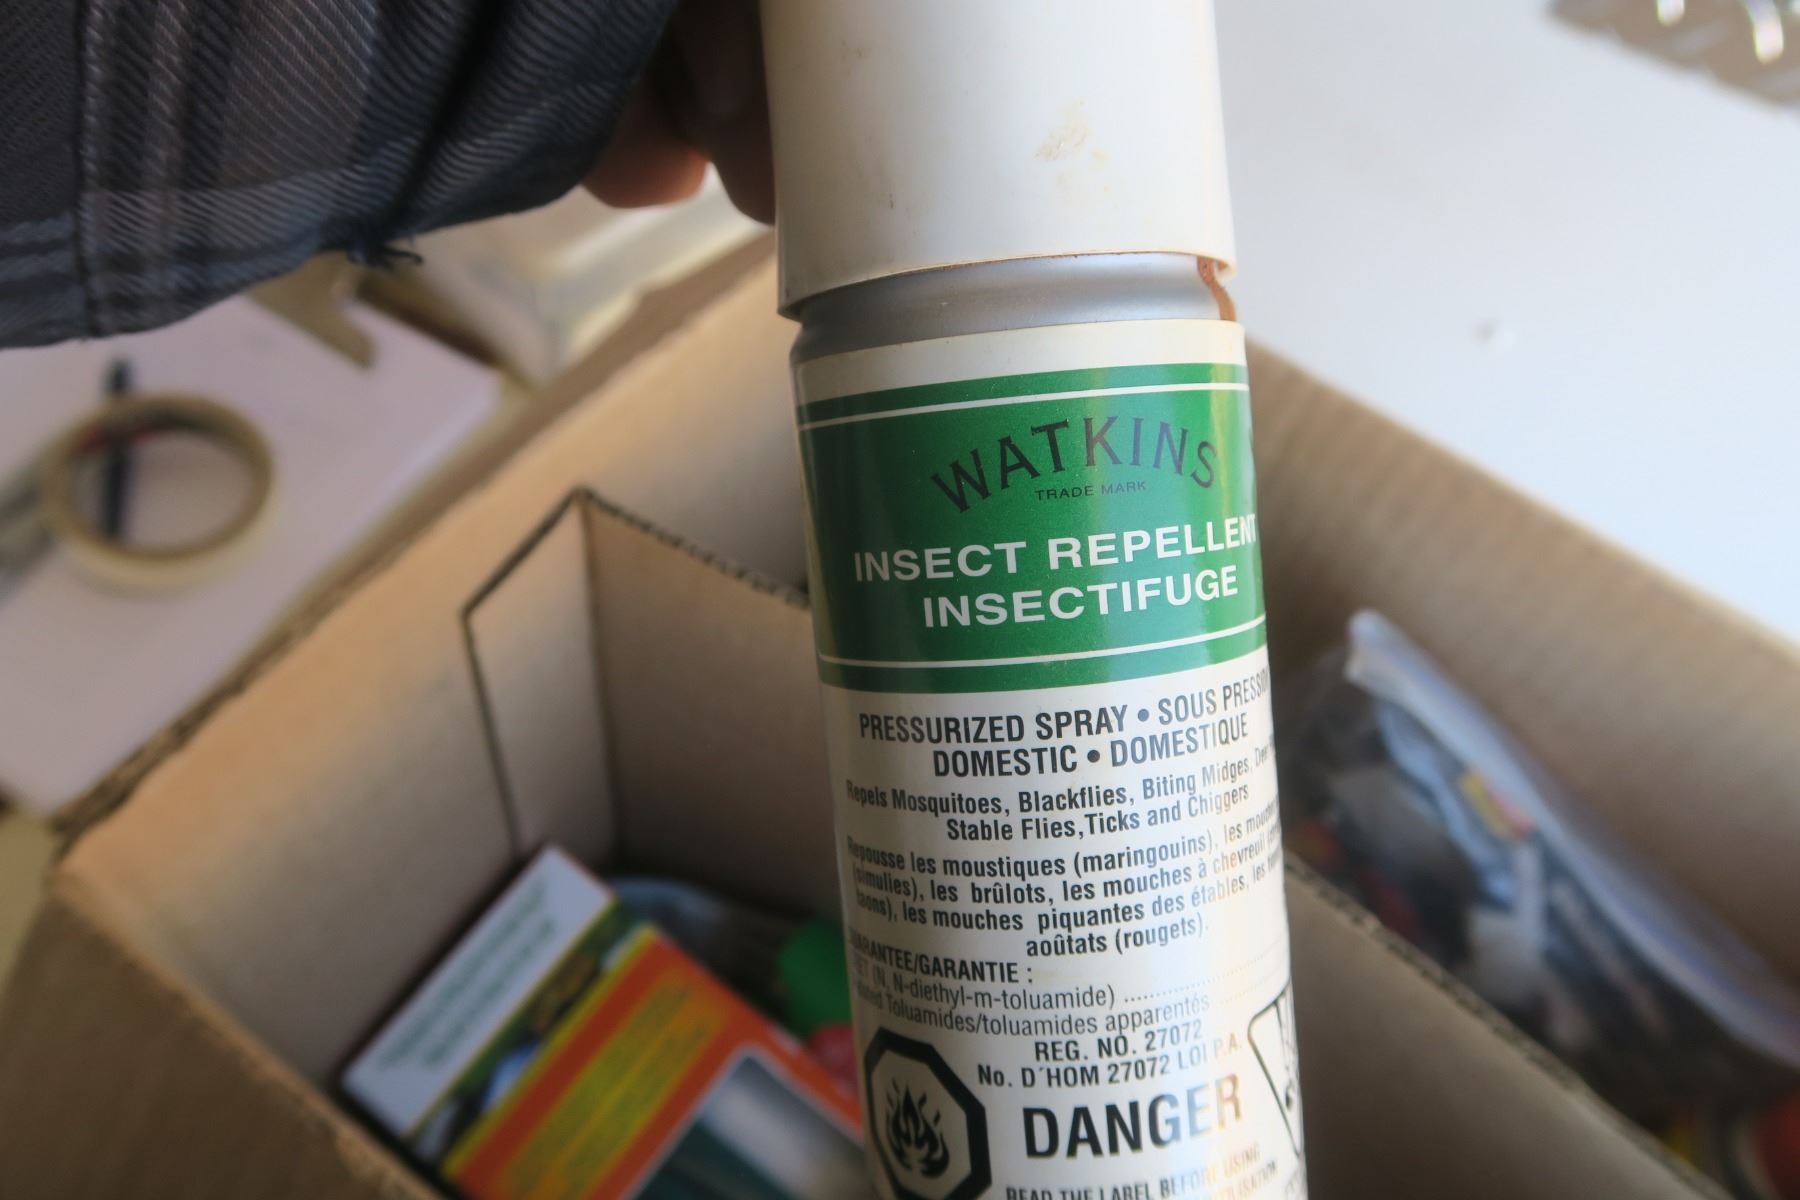 WATKINS
TRADE MARK
INSECT REPELLENT
INSECTIFUGE
PRESSURIZED SPRAY • SOUS
DOMESTIC • DOMESTIQUE
Repels Mosquitoes, Blackflies, Biting Midges,
Stable Flies, Ticks and Chiggers
Repousse les moustiques (maringouins), les
(simulies), les brûlots, les mouches à chevreuil
les mouches piquantes des étables, les
aoûtats (rougets).
/GARANTIE :
(N, N-diethyl-m-toluamide)
Toluamides/toluamides apparentés
REG. NO. 27072
No. D'HOM 27072 LOI P.A.
DANGER
READ THE LABEL BEFORE USING